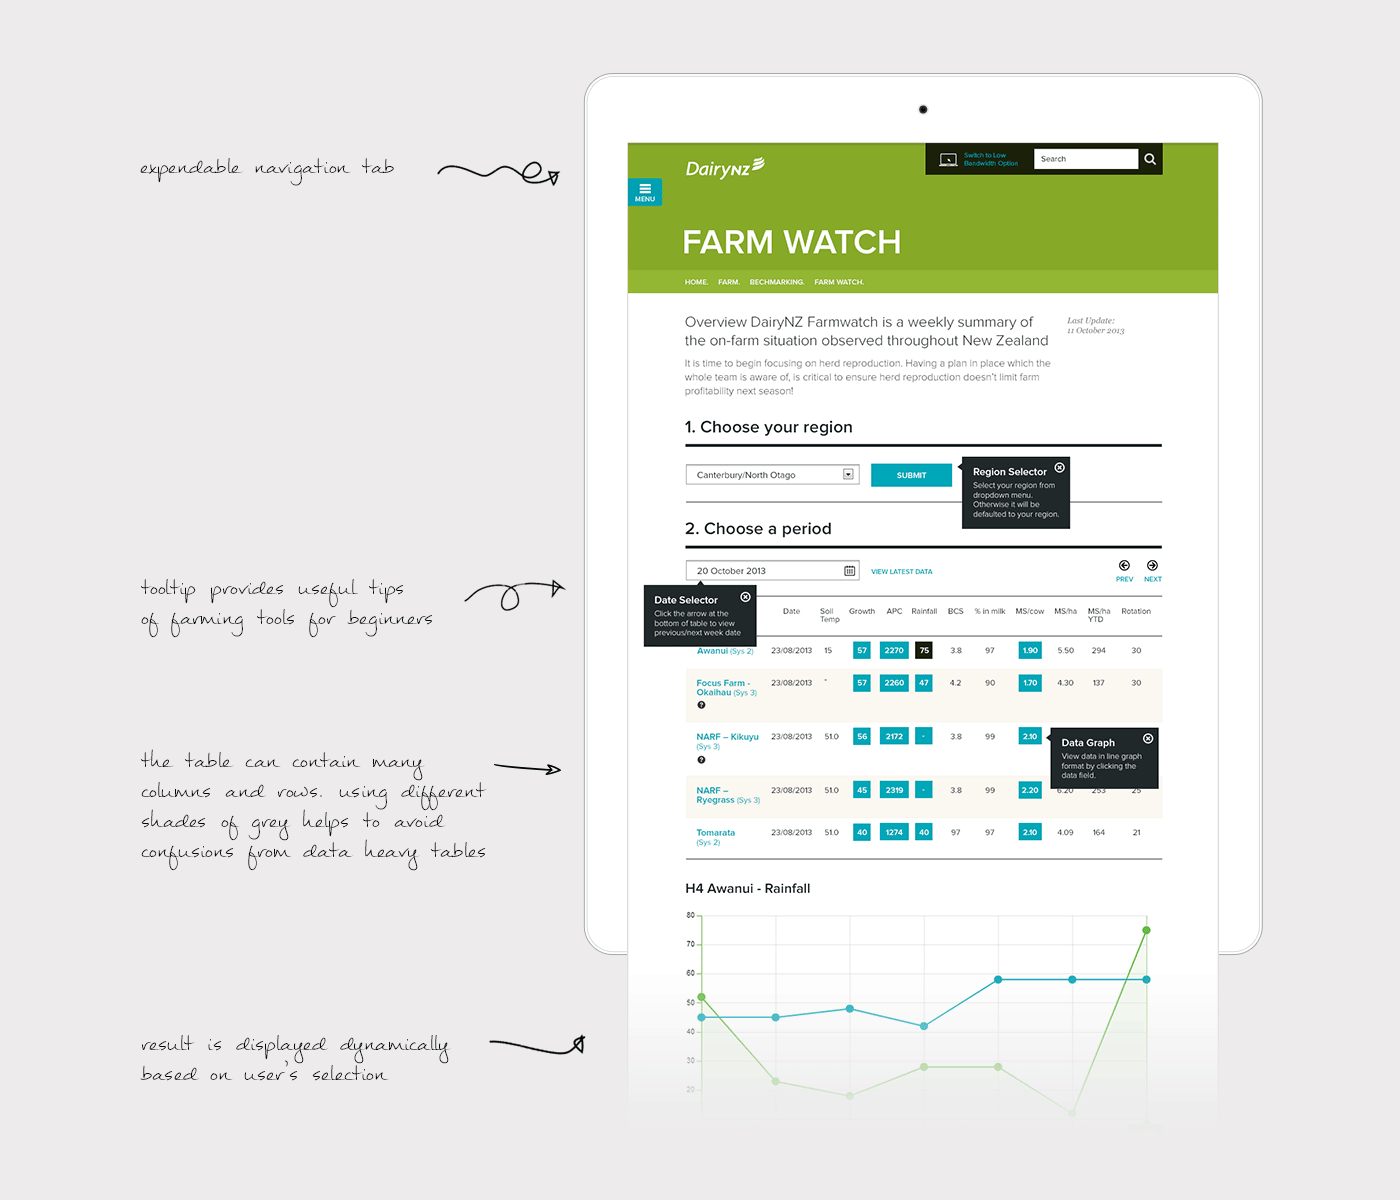 expendable navigation tab
tooltip provides useful tips
of farming tools for beginners
the table can contain many
columns and rows. using different
shades of grey helps to avoid
confusions from data heavy tables
result is displayed dynamically
based on user's selection
DairyNZ
Switch to Low
Bandwidth Option
Search
MENU
FARM WATCH
HOME. FARM. BECHMARKING. FARM WATCH.
Overview DairyNZ Farmwatch is a weekly summary of
the on-farm situation observed throughout New Zealand
Last Update:
11 October 2013
It is time to begin focusing on herd reproduction. Having a plan in place which the
whole team is aware of, is critical to ensure herd reproduction doesn't limit farm
profitability next season!
1. Choose your region
Canterbury/North Otago
SUBMIT
Region Selector
Select your region from
dropdown menu.
Otherwise it will be
defaulted to your region.
2. Choose a period
20 October 2013
VIEW LATEST DATA
PREV NEXT
Date Selector
Click the arrow at the
bottom of table to view
previous/next week date
Date Soil Temp Growth APC Rainfall BCS % in milk MS/cow MS/ha MS/ha YTD Rotation
Awanui (Sys 2) 23/08/2013 15 57 2270 75 3.8 97 1.90 5.50 294 30
Focus Farm - 23/08/2013 - 57 2260 47 4.2 90 1.70 4.30 137 30
Okaihau (Sys 3)
?
NARF – Kikuyu 23/08/2013 51.0 56 2172 - 3.8 99 2.10
(Sys 3)
?
Data Graph
View data in line graph
format by clicking the
data field.
NARF – 23/08/2013 51.0 45 2319 - 3.8 99 2.20 6.20 253 25
Ryegrass (Sys 3)
Tomarata 23/08/2013 51.0 40 1274 40 97 97 2.10 4.09 164 21
(Sys 2)
H4 Awanui - Rainfall
80
70
60
50
40
30
20